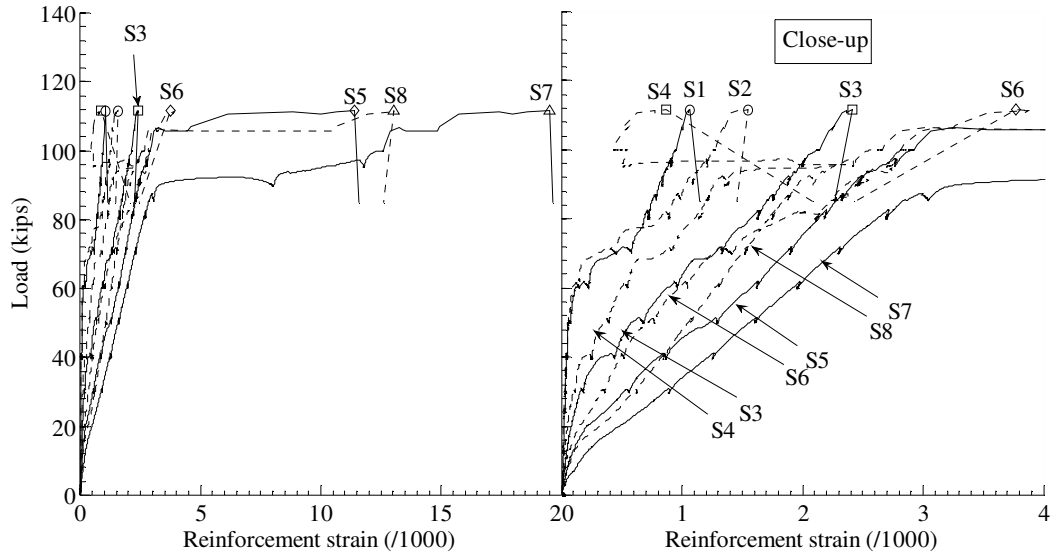 140
120
100
80
60
40
20
0
Load (kips)
S3
S6
S5
S8
S7
0
5
10
15
20
Reinforcement strain (/1000)
Close-up
S4
S1
S2
S3
S6
S7
S8
S5
S6
S3
S4
0
1
2
3
4
Reinforcement strain (/1000)